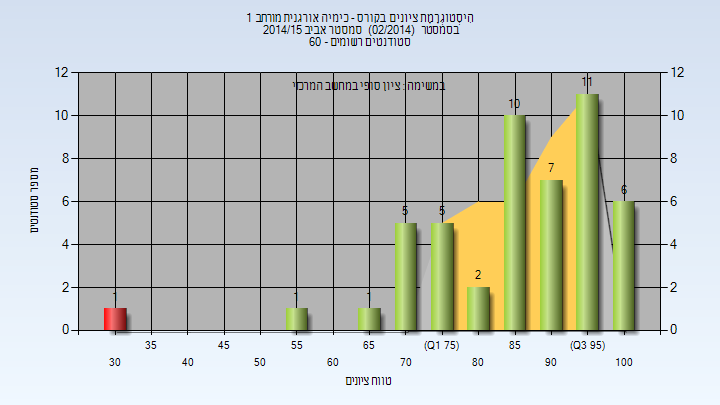 היסטוגרמת ציונים בקורס - כימיה אורגנית מורחב 1
בסמסטר (02/2014) סמסטר אביב 2014/15
סטודנטים רשומים - 60
במשימה : ציון סופי במחשב המרכזי
מספר סטודנטים
12 12
10 10
8 8
6 6
4 4
2 2
0 0
1 1 1 5 5 2 10 7 11 6
35 45 55 65 (Q1 75) 85 (Q3 95)
30 40 50 60 70 80 90 100
טווח ציונים